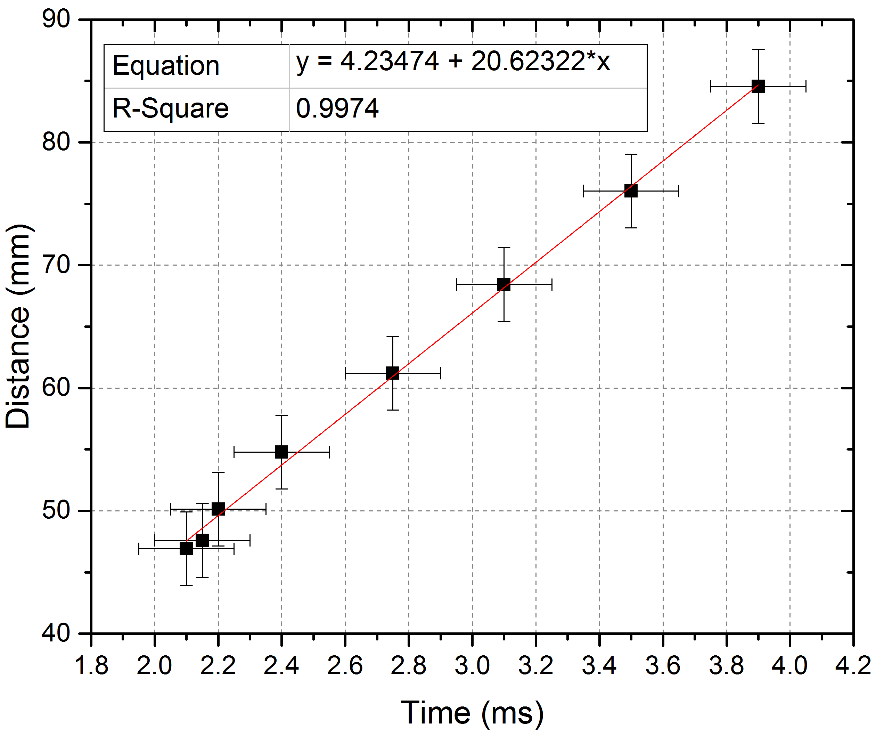 90
80
70
60
50
40
Distance (mm)
Equation y = 4.23474 + 20.62322*x
R-Square 0.9974
1.8 2.0 2.2 2.4 2.6 2.8 3.0 3.2 3.4 3.6 3.8 4.0 4.2
Time (ms)